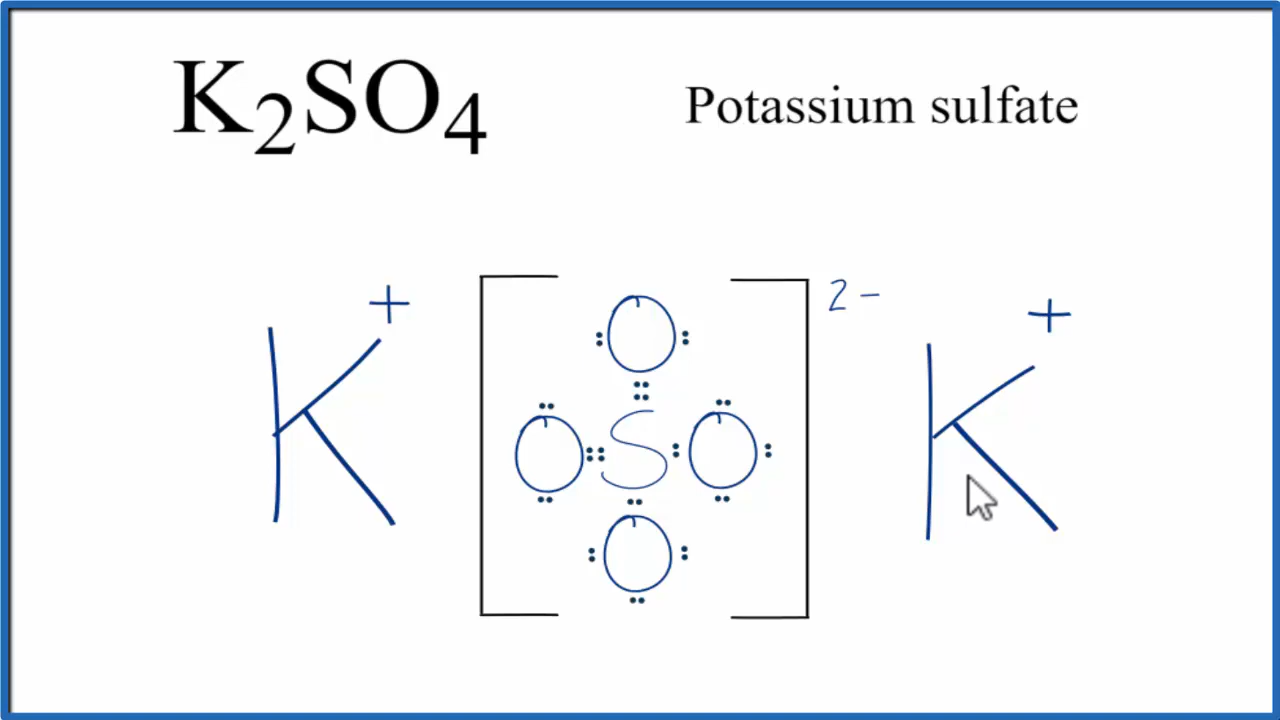 K₂SO₄ Potassium sulfate
K⁺ [ O 2−  K⁺
O S O
O ]